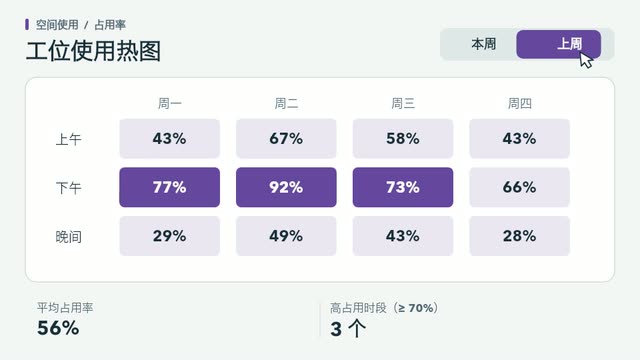 空间使用 / 占用率
工位使用热图
本周 上周
周一 周二 周三 周四
上午 43% 67% 58% 43%
下午 77% 92% 73% 66%
晚间 29% 49% 43% 28%
平均占用率
56%
高占用时段（≥ 70%）
3 个